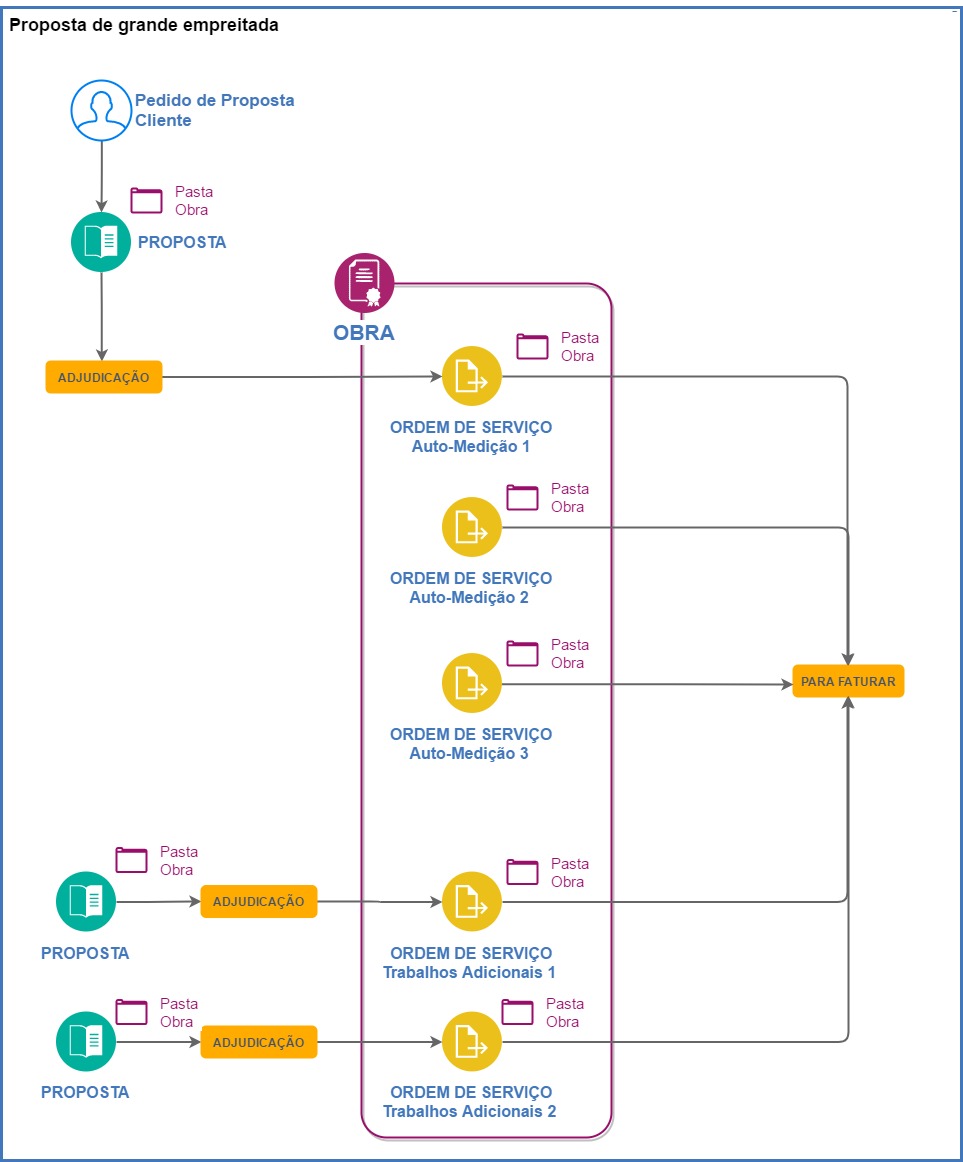 Proposta de grande empreitada
Pedido de Proposta
Cliente
Pasta
Obra
PROPOSTA
OBRA
ADJUDICAÇÃO
Pasta
Obra
ORDEM DE SERVIÇO
Auto-Medição 1
Pasta
Obra
ORDEM DE SERVIÇO
Auto-Medição 2
Pasta
Obra
ORDEM DE SERVIÇO
Auto-Medição 3
PARA FATURAR
Pasta
Obra
PROPOSTA
ADJUDICAÇÃO
Pasta
Obra
ORDEM DE SERVIÇO
Trabalhos Adicionais 1
Pasta
Obra
PROPOSTA
ADJUDICAÇÃO
Pasta
Obra
ORDEM DE SERVIÇO
Trabalhos Adicionais 2